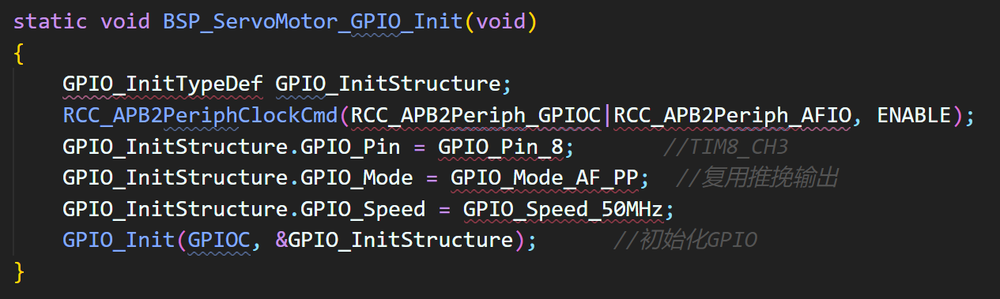 static void BSP_ServoMotor_GPIO_Init(void)
{
GPIO_InitTypeDef GPIO_InitStructure;
RCC_APB2PeriphClockCmd(RCC_APB2Periph_GPIOC|RCC_APB2Periph_AFIO, ENABLE);
GPIO_InitStructure.GPIO_Pin = GPIO_Pin_8; //TIM8_CH3
GPIO_InitStructure.GPIO_Mode = GPIO_Mode_AF_PP; //复用推挽输出
GPIO_InitStructure.GPIO_Speed = GPIO_Speed_50MHz;
GPIO_Init(GPIOC, &GPIO_InitStructure); //初始化GPIO
}